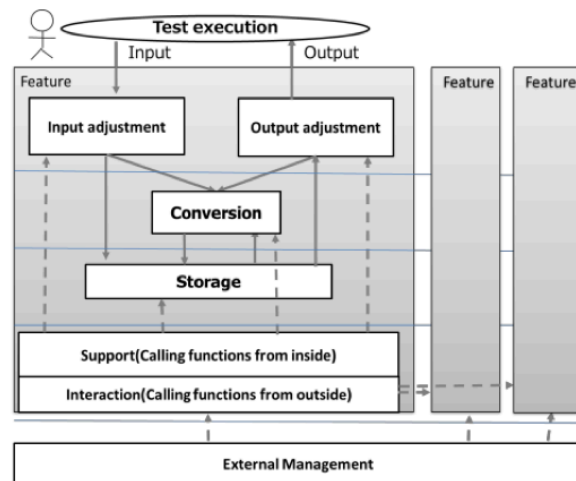 Test execution
Input
Output
Feature
Feature
Feature
Input adjustment
Output adjustment
Conversion
Storage
Support(Calling functions from inside)
Interaction(Calling functions from outside)
External Management